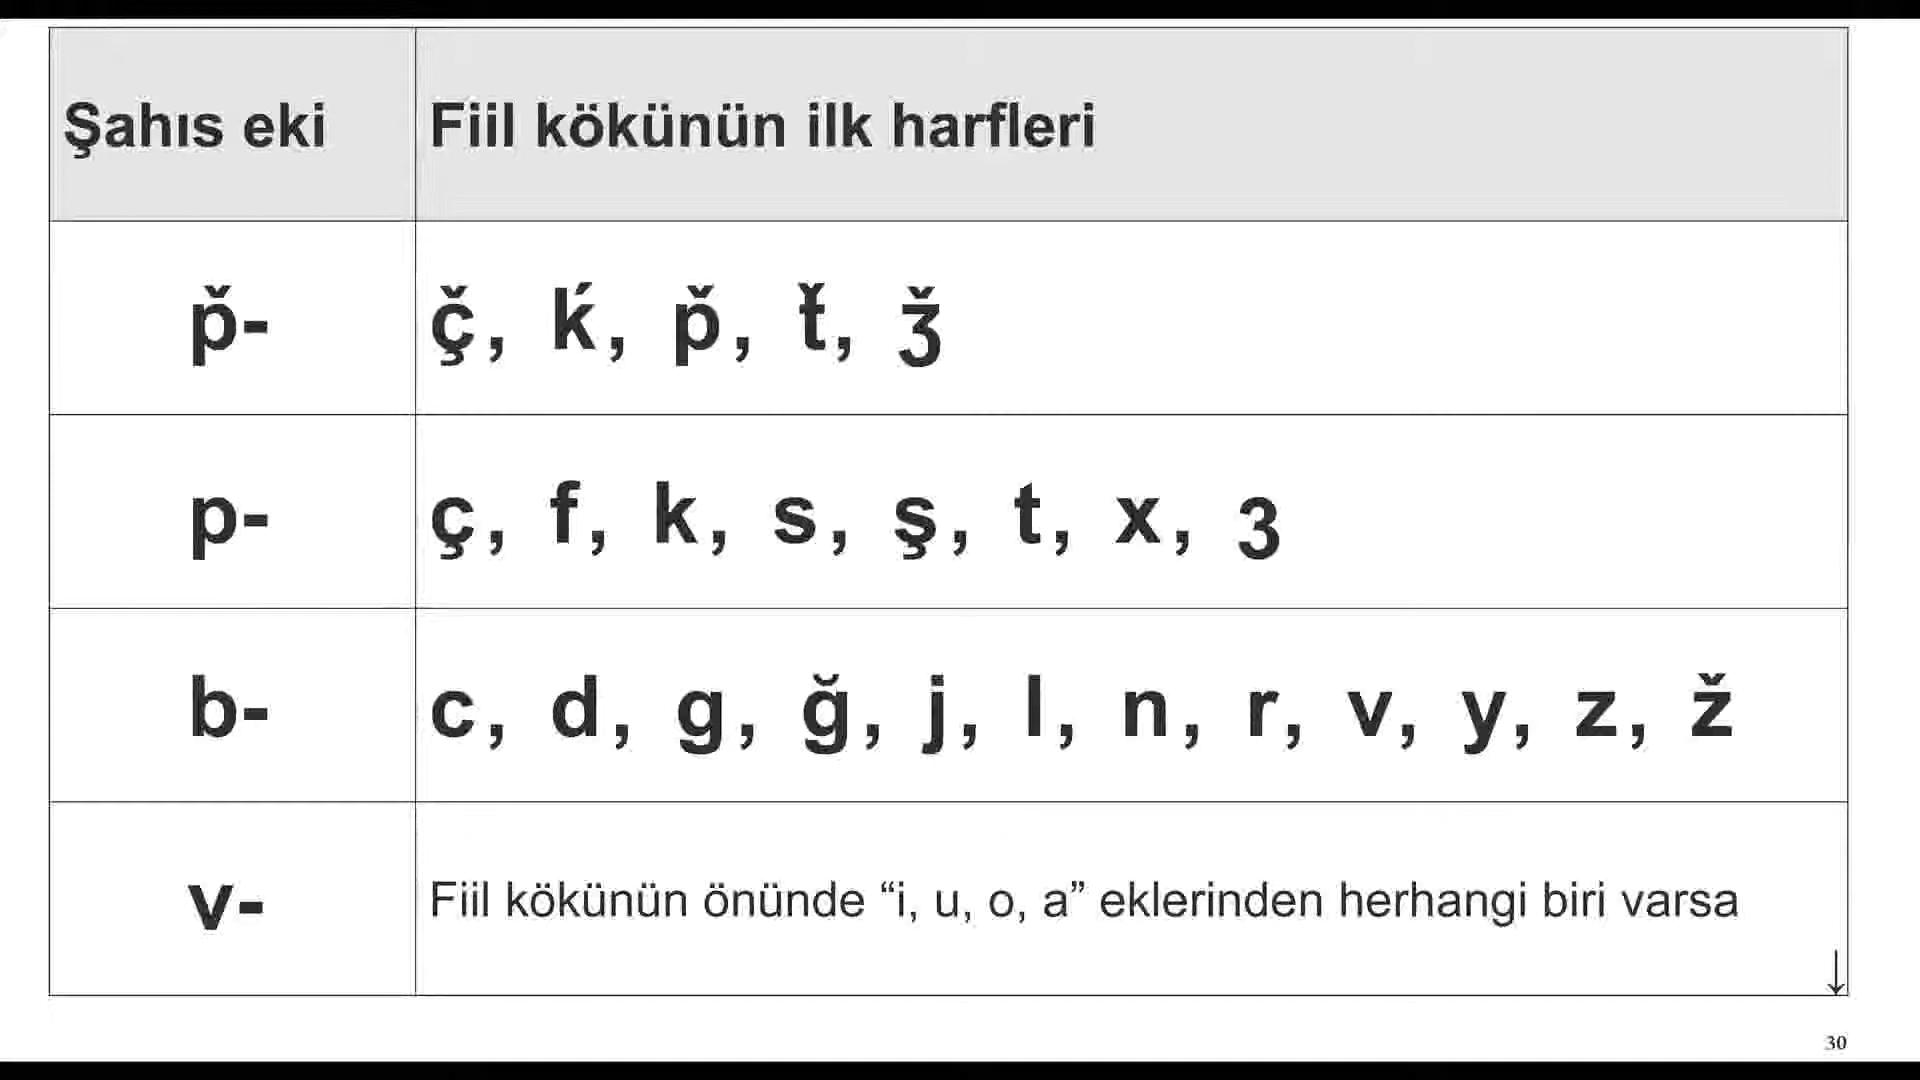 Şahıs eki Fiil kökünün ilk harfleri
p̌- ç̌, ḱ, p̌, t̆, ǯ
p- ç, f, k, s, ş, t, x, ʒ
b- c, d, g, ğ, j, l, n, r, v, y, z, ž
v- Fiil kökünün önünde “i, u, o, a” eklerinden herhangi biri varsa
↓
30